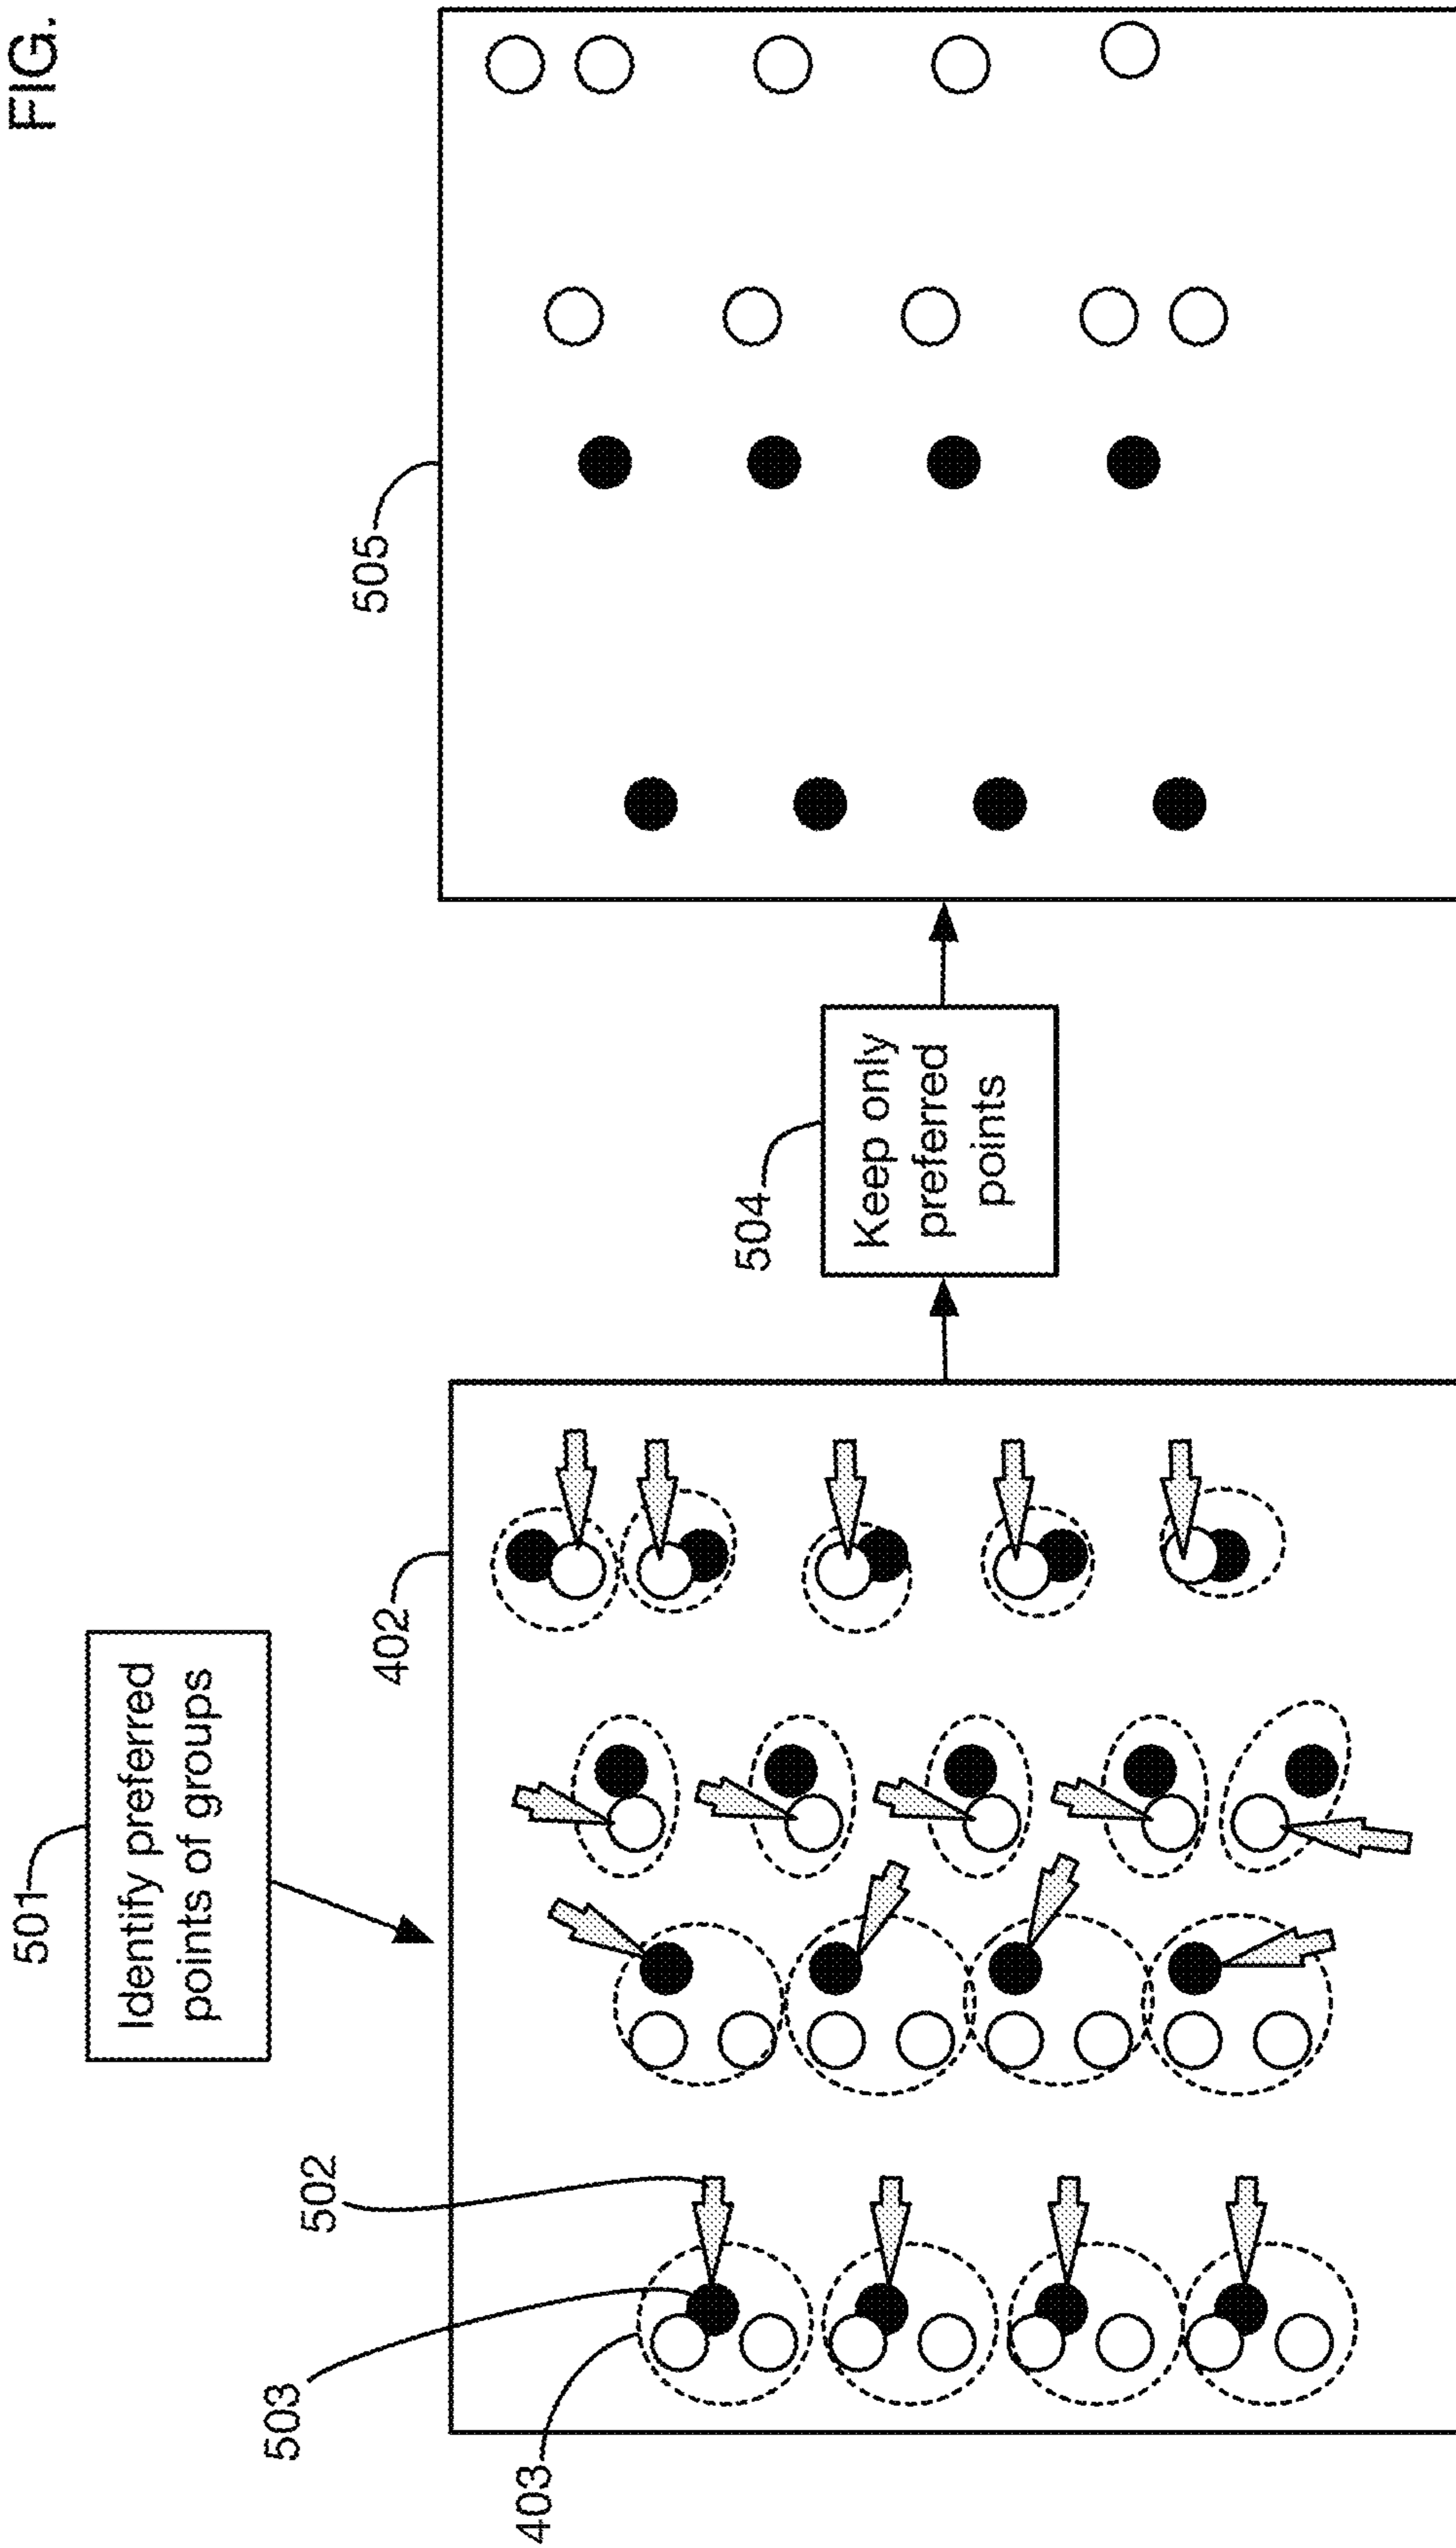 FIG.
501
Identify preferred
points of groups
402
502
503
403
504
Keep only
preferred
points
505